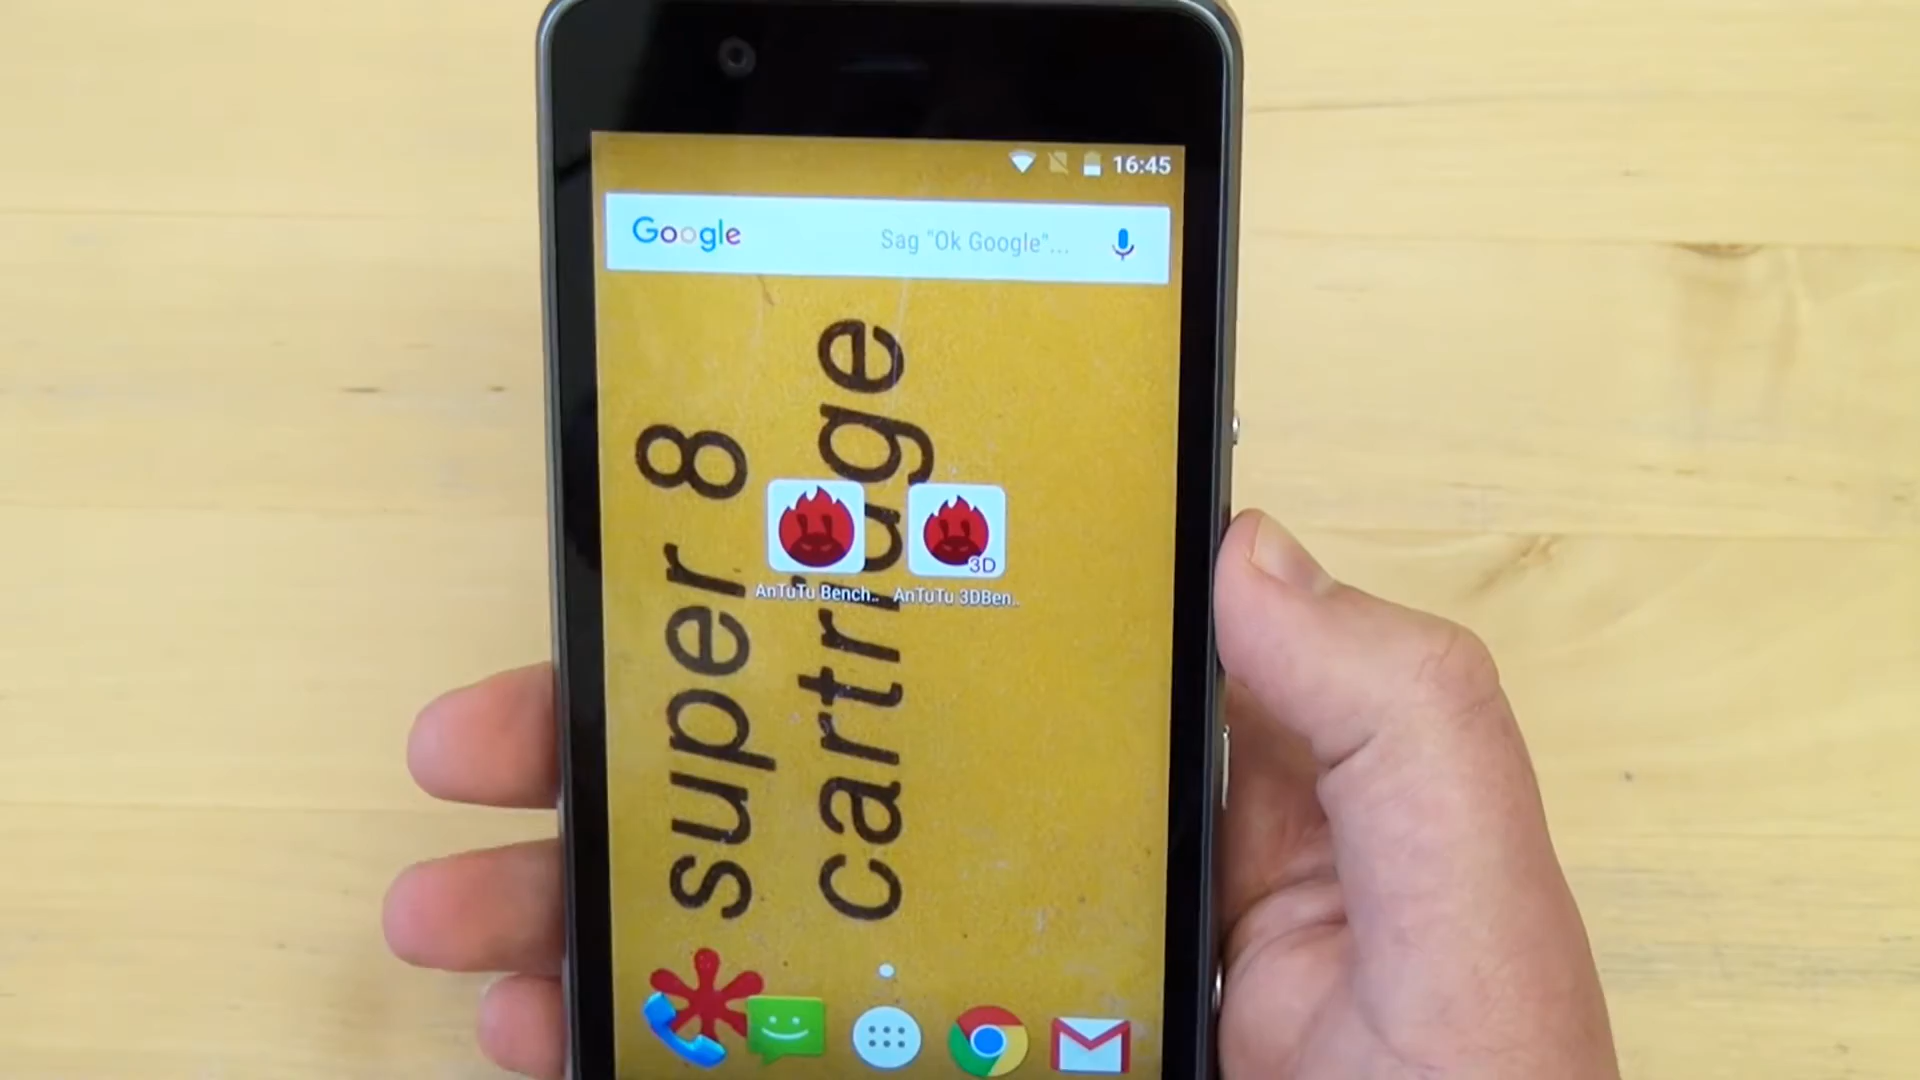 16:45
Google Sag "Ok Google"...
super 8
cartridge
AnTuTu Bench.. AnTuTu 3DBen..
3D